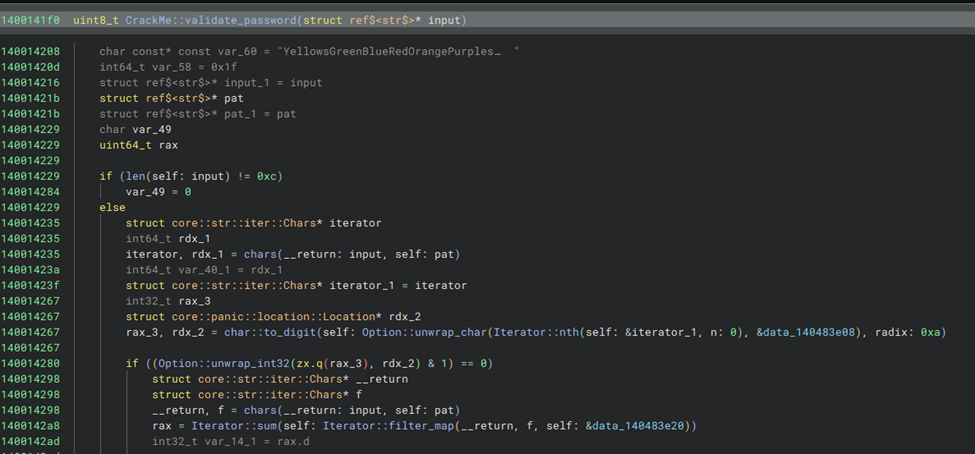 1400141f0 uint8_t CrackMe::validate_password(struct ref$<str$>* input)
140014208 char const* const var_60 = "YellowsGreenBlueRedOrangePurples… "
14001420d int64_t var_58 = 0x1f
140014216 struct ref$<str$>* input_1 = input
14001421b struct ref$<str$>* pat
14001421b struct ref$<str$>* pat_1 = pat
140014229 char var_49
140014229 uint64_t rax
140014229
140014229 if (len(self: input) != 0xc)
140014284 var_49 = 0
140014229 else
140014235 struct core::str::iter::Chars* iterator
140014235 int64_t rdx_1
140014235 iterator, rdx_1 = chars(__return: input, self: pat)
14001423a int64_t var_40_1 = rdx_1
14001423f struct core::str::iter::Chars* iterator_1 = iterator
140014267 int32_t rax_3
140014267 struct core::panic::location::Location* rdx_2
140014267 rax_3, rdx_2 = char::to_digit(self: Option::unwrap_char(Iterator::nth(self: &iterator_1, n: 0), &data_140483e08), radix: 0xa)
140014267
140014280 if ((Option::unwrap_int32(zx.q(rax_3), rdx_2) & 1) == 0)
140014298 struct core::str::iter::Chars* __return
140014298 struct core::str::iter::Chars* f
140014298 __return, f = chars(__return: input, self: pat)
1400142a8 rax = Iterator::sum(self: Iterator::filter_map(__return, f, self: &data_140483e20))
1400142ad int32_t var_14_1 = rax.d